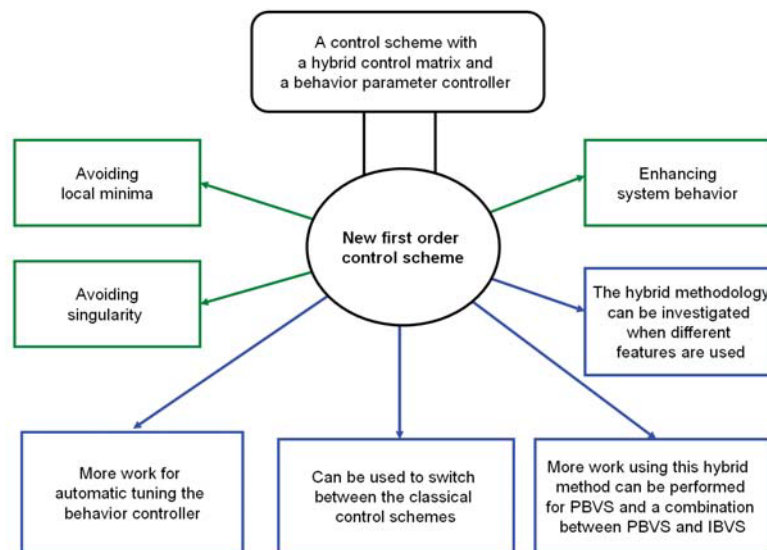 A control scheme with
a hybrid control matrix and
a behavior parameter controller
Avoiding
local minima
Enhancing
system behavior
New first order
control scheme
Avoiding
singularity
The hybrid methodology
can be investigated
when different
features are used
More work for
automatic tuning the
behavior controller
Can be used to switch
between the classical
control schemes
More work using this hybrid
method can be performed
for PBVS and a combination
between PBVS and IBVS